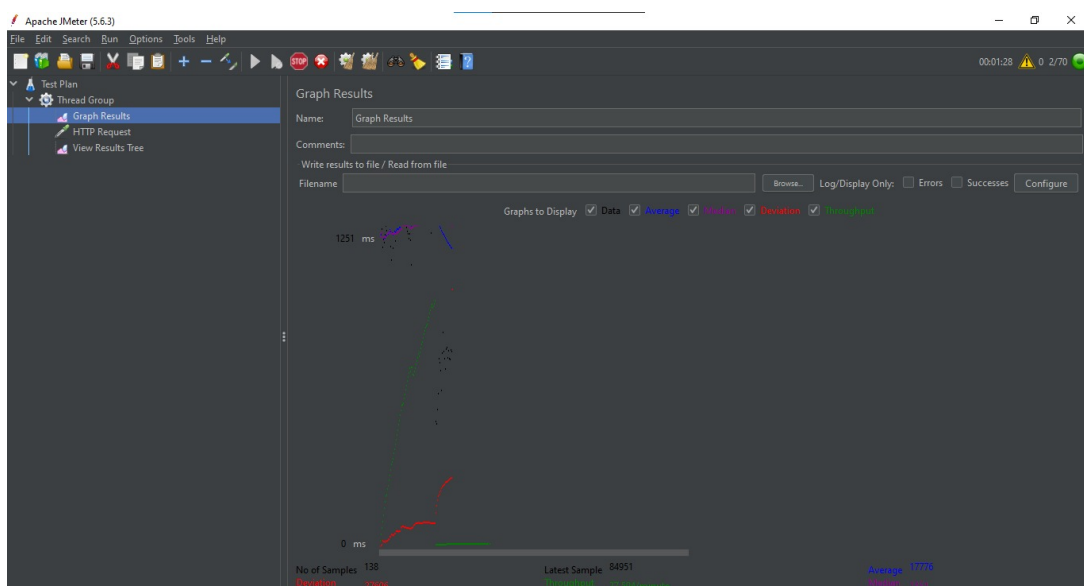 Apache JMeter (5.6.3)
File Edit Search Run Options Tools Help
STOP
00:01:28 0 2/70
Test Plan
Thread Group
Graph Results
HTTP Request
View Results Tree
Graph Results
Name: Graph Results
Comments:
Write results to file / Read from file
Filename Browse... Log/Display Only: Errors Successes Configure
Graphs to Display Data Average Median Deviation Throughput
1251 ms
0 ms
No of Samples 138 Latest Sample 84951 Average 17776
Deviation Throughput